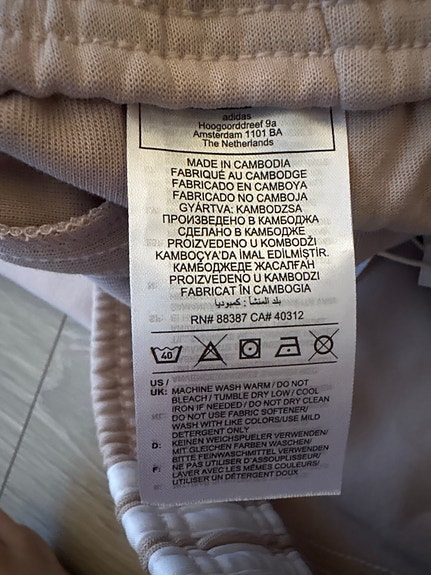 adidas
Hoogoorddreef 9a
Amsterdam 1101 BA
The Netherlands
MADE IN CAMBODIA
FABRIQUÉ AU CAMBODGE
FABRICADO EN CAMBOYA
FABRICADO NO CAMBOJA
GYÁRTVA: KAMBODZSA
ПРОИЗВЕДЕНО В КАМБОДЖА
СДЕЛАНО В КАМБОДЖЕ
PROIZVEDENO U KOMBODŽI
KAMBOÇYA'DA İMAL EDİLMİŞTİR.
КАМБОДЖЕДЕ ЖАСАЛҒАН
PROIZVEDENO U KAMBODZI
FABRICAT ÎN CAMBOGIA
بلد المنشأ : كمبوديا
RN# 88387 CA# 40312
40
US / MACHINE WASH WARM / DO NOT
UK: BLEACH / TUMBLE DRY LOW / COOL
IRON IF NEEDED / DO NOT DRY CLEAN
DO NOT USE FABRIC SOFTENER/
WASH WITH LIKE COLORS/USE MILD
DETERGENT ONLY
D: KEINEN WEICHSPUELER VERWENDEN/
MIT GLEICHEN FARBEN WASCHEN/
BITTE FEINWASCHMITTEL VERWENDEN
F: NE PAS UTILISER D'ASSOUPLISSEUR/
LAVER AVEC LES MÊMES COULEURS/
UTILISER UN DÉTERGENT DOUX